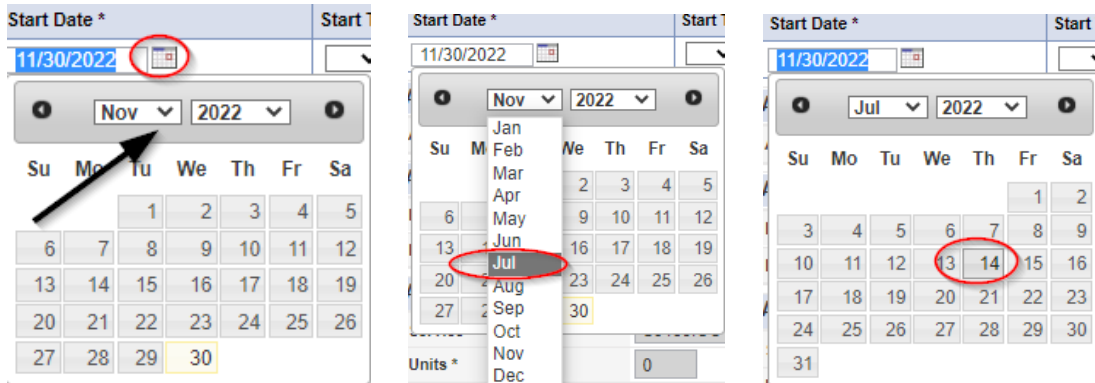 Start Date * Start
11/30/2022
Nov 2022
Su Mo Tu We Th Fr Sa
1 2 3 4 5
6 7 8 9 10 11 12
13 14 15 16 17 18 19
20 21 22 23 24 25 26
27 28 29 30
Start Date * Start
11/30/2022
Nov 2022
Su We Th Fr Sa
2 3 4 5
6 9 10 11 12
13 16 17 18 19
20 23 24 25 26
27 30
Jan
Feb
Mar
Apr
May
Jun
Jul
Aug
Sep
Oct
Nov
Dec
Units * 0
Start Date * Start
11/30/2022
Jul 2022
Su Mo Tu We Th Fr Sa
1 2
3 4 5 6 7 8 9
10 11 12 13 14 15 16
17 18 19 20 21 22 23
24 25 26 27 28 29 30
31